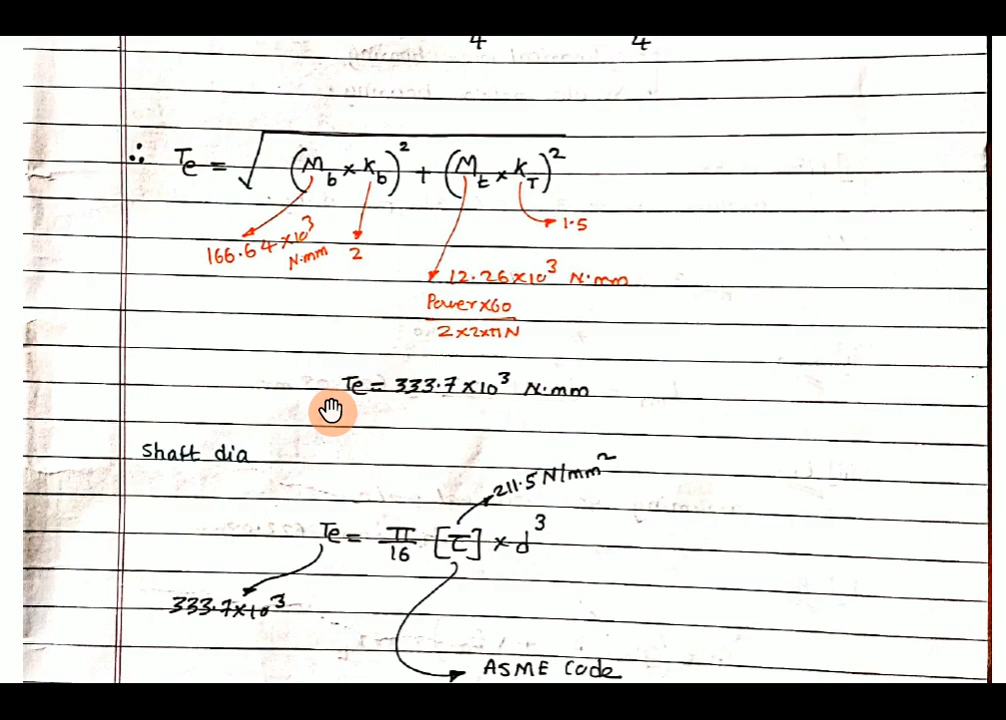 4 4
∴ Te = √ (Mb × Kb)² + (Mt × KT)²
1.5
166.64×10³ N.mm 2
12.26×10³ N.mm
Power×60
2×2×πN
Te = 333.7×10³ N.mm
Shaft dia
211.5 N/mm²
Te = π/16 [τ] × d³
333.7×10³
ASME Code